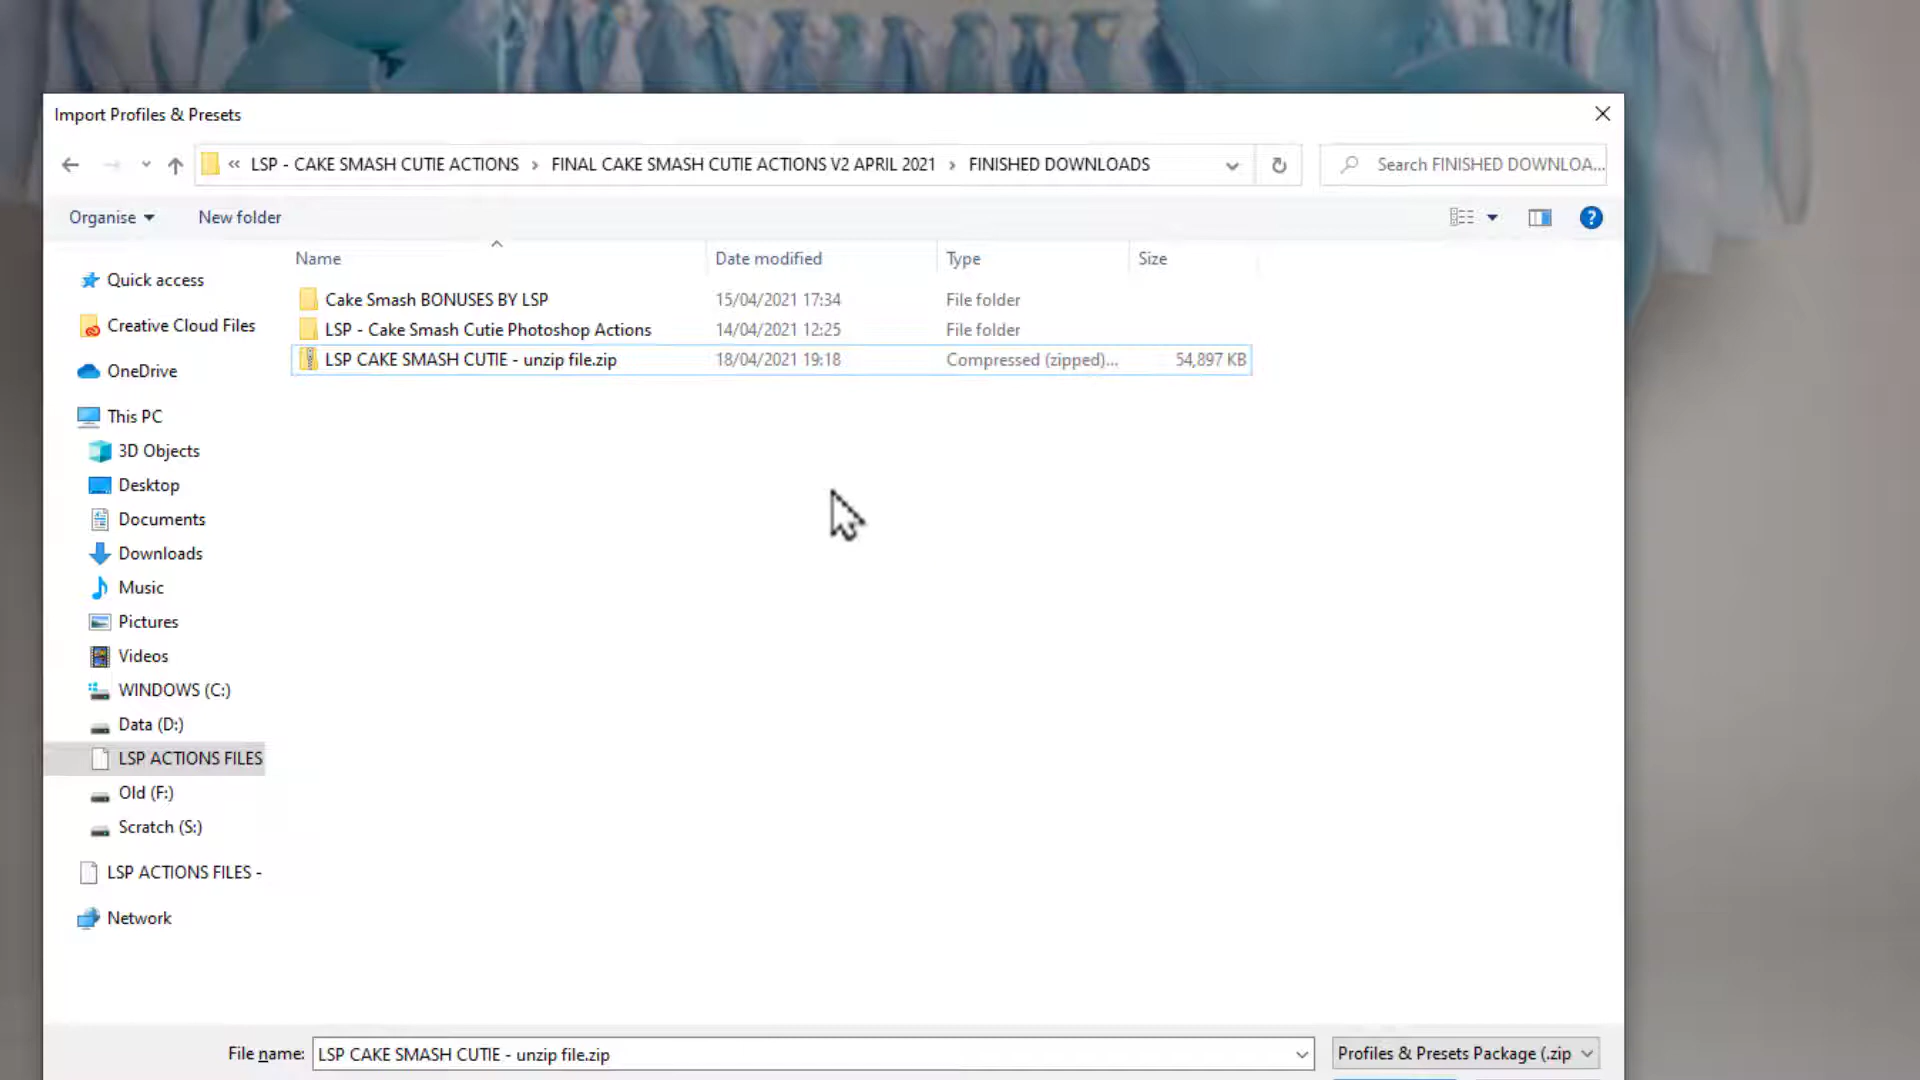 Import Profiles & Presets
« LSP - CAKE SMASH CUTIE ACTIONS › FINAL CAKE SMASH CUTIE ACTIONS V2 APRIL 2021 › FINISHED DOWNLOADS
Search FINISHED DOWNLOA...
Organise
New folder
Name Date modified Type Size
Cake Smash BONUSES BY LSP 15/04/2021 17:34 File folder
LSP - Cake Smash Cutie Photoshop Actions 14/04/2021 12:25 File folder
LSP CAKE SMASH CUTIE - unzip file.zip 18/04/2021 19:18 Compressed (zipped)... 54,897 KB
Quick access
Creative Cloud Files
OneDrive
This PC
3D Objects
Desktop
Documents
Downloads
Music
Pictures
Videos
WINDOWS (C:)
Data (D:)
LSP ACTIONS FILES
Old (F:)
Scratch (S:)
LSP ACTIONS FILES -
Network
File name: LSP CAKE SMASH CUTIE - unzip file.zip
Profiles & Presets Package (.zip